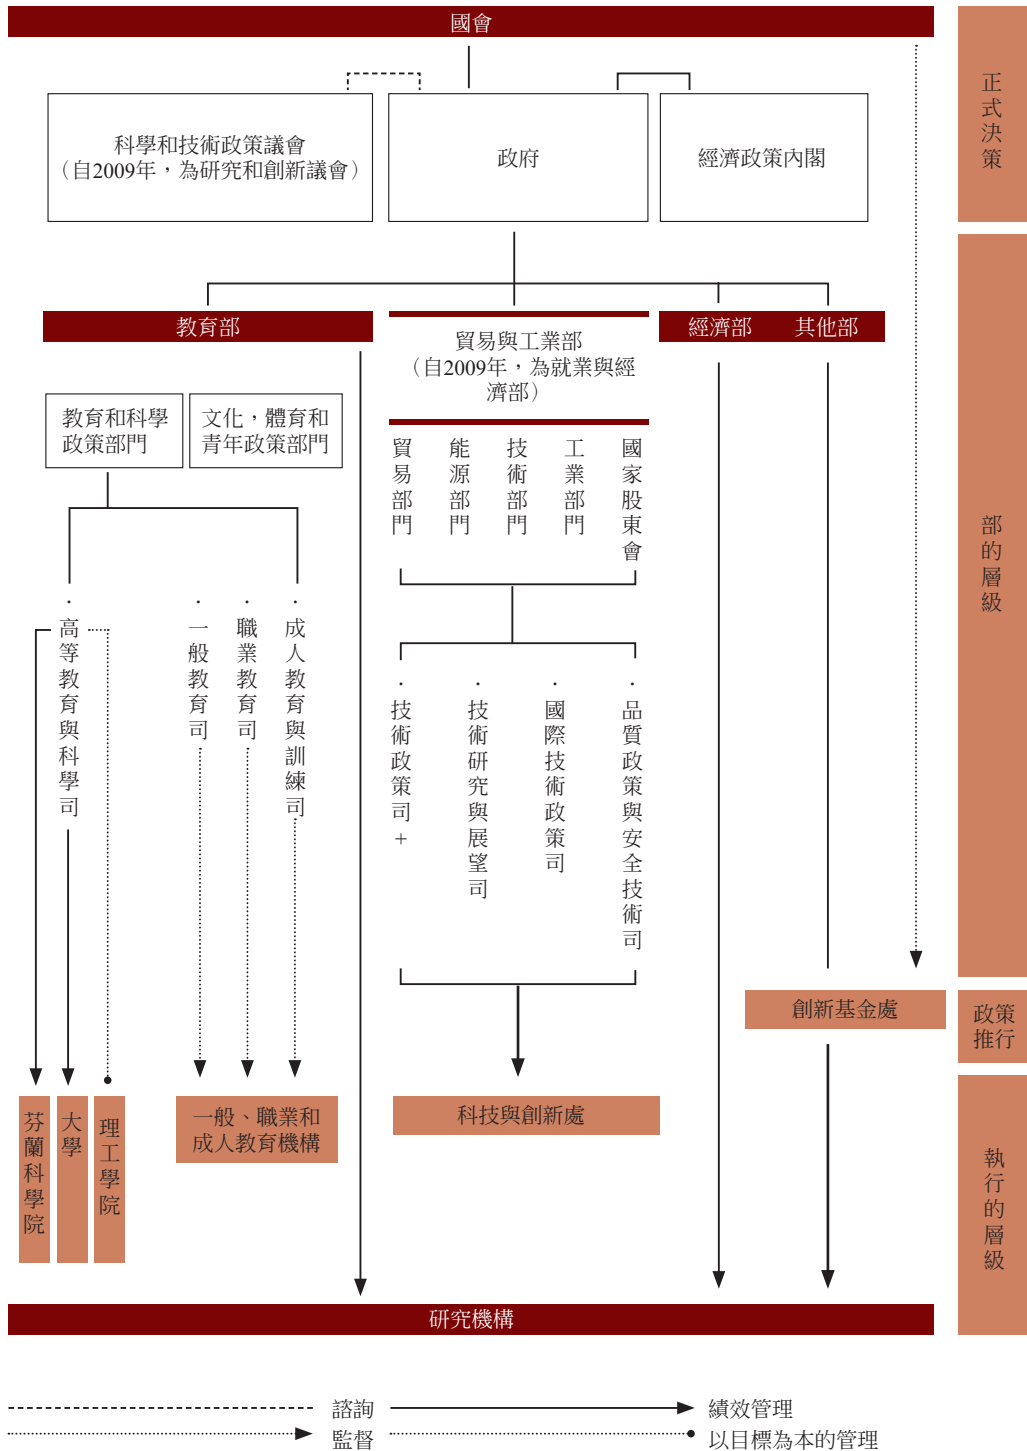 國會
正式決策
科學和技術政策議會
（自2009年，為研究和創新議會）
政府
經濟政策內閣
部的層級
教育部
貿易與工業部
（自2009年，為就業與經
濟部）
經濟部
其他部
教育和科學
政策部門
文化，體育和
青年政策部門
貿易部門
能源部門
技術部門
工業部門
國家股東會
·高等教育與科學司
·一般教育司
·職業教育司
·成人教育與訓練司
·技術政策司+
·技術研究與展望司
·國際技術政策司
·品質政策與安全技術司
創新基金處
政策
推行
芬蘭科學院
大學
理工學院
一般、職業和
成人教育機構
科技與創新處
執行的層級
研究機構
諮詢
績效管理
監督
以目標為本的管理